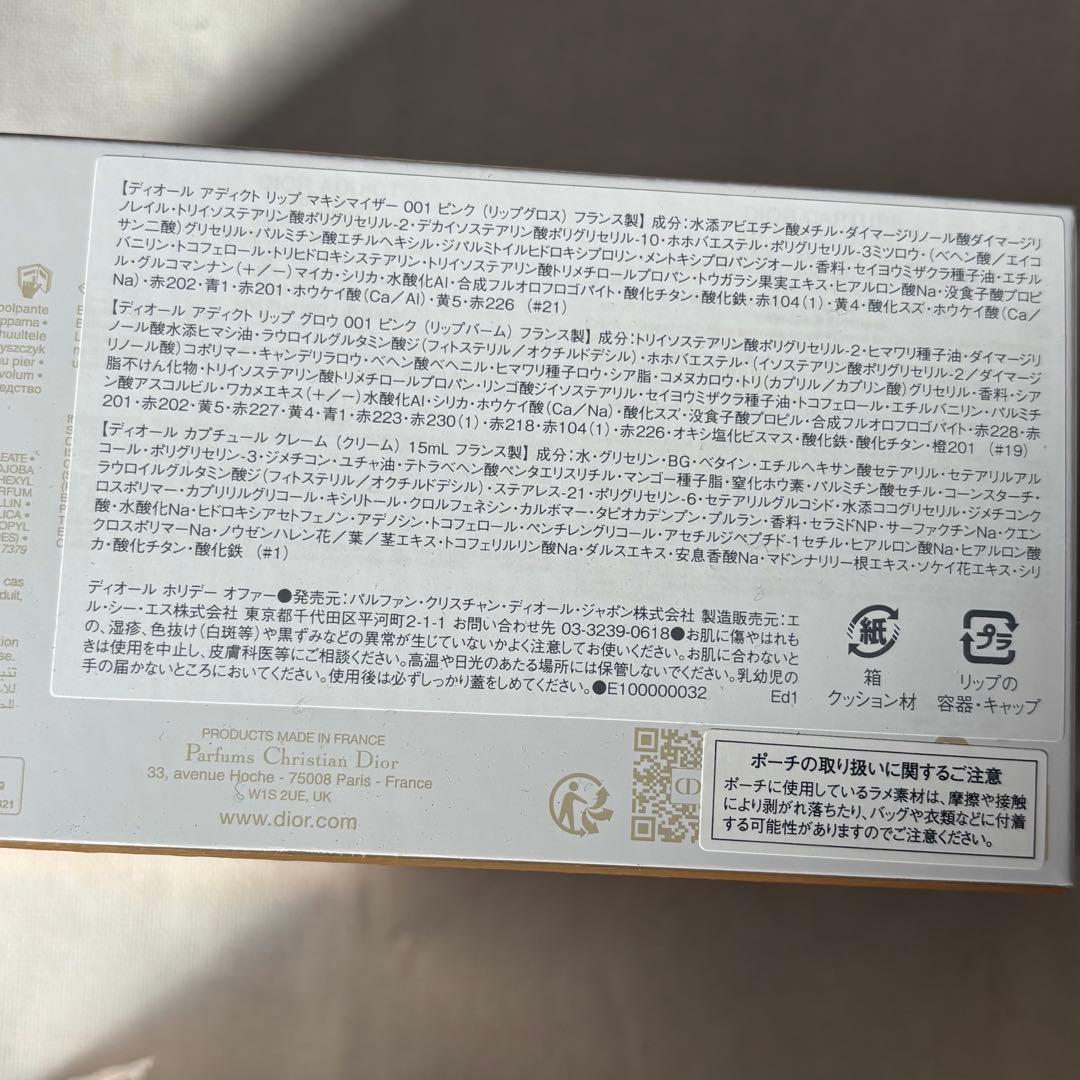 【ディオール アディクト リップ マキシマイザー 001 ピンク (リップグロス) フランス製】 成分:水添アビエチン酸メチル・ダイマージリノール酸ダイマージリ
ノレイル・トリイソステアリン酸ポリグリセリル-2・デカイソステアリン酸ポリグリセリル-10・ホホバエステル・ポリグリセリル-3ミツロウ・(ベヘン酸/エイコ
サン二酸)グリセリル・パルミチン酸エチルヘキシル・ジパルミトイルヒドロキシプロリン・メントキシプロパンジオール・香料・セイヨウミザクラ種子油・エチル
バニリン・トコフェロール・トリヒドロキシステアリン・トリイソステアリン酸トリメチロールプロパン・トウガラシ果実エキス・ヒアルロン酸Na・没食子酸プロピ
ル・グルコマンナン(+/-)マイカ・シリカ・水酸化Al・合成フルオロフロゴパイト・酸化チタン・酸化鉄・赤104(1)・黄4・酸化スズ・ホウケイ酸(Ca/
Na)・赤202・青1・赤201・ホウケイ酸(Ca/Al)・黄5・赤226 (#21)
【ディオール アディクト リップ グロウ 001 ピンク (リップバーム) フランス製】 成分:トリイソステアリン酸ポリグリセリル-2・ヒマワリ種子油・ダイマージリ
ノール酸水添ヒマシ油・ラウロイルグルタミン酸ジ(フィトステリル/オクチルドデシル)・ホホバエステル・(イソステアリン酸ポリグリセリル-2/ダイマージ
リノール酸)コポリマー・キャンデリラロウ・ベヘン酸ベヘニル・ヒマワリ種子ロウ・シア脂・コメヌカロウ・トリ(カプリル/カプリン酸)グリセリル・香料・シア
脂不けん化物・トリイソステアリン酸トリメチロールプロパン・リンゴ酸ジイソステアリル・セイヨウミザクラ種子油・トコフェロール・エチルバニリン・パルミチ
ン酸アスコルビル・ワカメエキス(+/-)水酸化Al・シリカ・ホウケイ酸(Ca/Na)・酸化スズ・没食子酸プロピル・合成フルオロフロゴパイト・赤228・赤
201・赤202・黄5・赤227・黄4・青1・赤223・赤230(1)・赤218・赤104(1)・赤226・オキシ塩化ビスマス・酸化鉄・酸化チタン・橙201 (#19)
【ディオール カプチュール クレーム (クリーム) 15mL フランス製】 成分:水・グリセリン・BG・ベタイン・エチルヘキサン酸セテアリル・セテアリルアル
コール・ポリグリセリン-3・ジメチコン・ユチャ油・テトラベヘン酸ペンタエリスリチル・マンゴー種子脂・窒化ホウ素・パルミチン酸セチル・コーンスターチ・
ラウロイルグルタミン酸ジ(フィトステリル/オクチルドデシル)・ステアレス-21・ポリグリセリン-6・セテアリルグルコシド・水添ココグリセリル・ジメチコンク
ロスポリマー・カプリリルグリコール・キシリトール・クロルフェネシン・カルボマー・タピオカデンプン・プルラン・香料・セラミドNP・サーファクチンNa・クエン
酸・水酸化Na・ヒドロキシアセトフェノン・アデノシン・トコフェロール・ペンチレングリコール・アセチルジペプチド-1セチル・ヒアルロン酸Na・ヒアルロン酸
クロスポリマーNa・ノウゼンハレン花/葉/茎エキス・トコフェリルリン酸Na・ダルスエキス・安息香酸Na・マドンナリリー根エキス・ソケイ花エキス・シリ
カ・酸化チタン・酸化鉄 (#1)
ディオール ホリデー オファー●発売元:パルファン・クリスチャン・ディオール・ジャポン株式会社 製造販売元:エ
ル・シー・エス株式会社 東京都千代田区平河町2-1-1 お問い合わせ先 03-3239-0618●お肌に傷やはれも
の、湿疹、色抜け(白斑等)や黒ずみなどの異常が生じていないかよく注意してお使いください。お肌に合わないと
きは使用を中止し、皮膚科医等にご相談ください。高温や日光のあたる場所には保管しないでください。乳幼児の
手の届かないところにおいてください。使用後は必ずしっかり蓋をしめてください。●E100000032 Ed1
紙
箱
クッション材
プラ
リップの
容器・キャップ
PRODUCTS MADE IN FRANCE
Parfums Christian Dior
33, avenue Hoche - 75008 Paris - France
W1S 2UE, UK
www.dior.com
ポーチの取り扱いに関するご注意
ポーチに使用しているラメ素材は、摩擦や接触
により剥がれ落ちたり、バッグや衣類などに付着
する可能性がありますのでご注意ください。